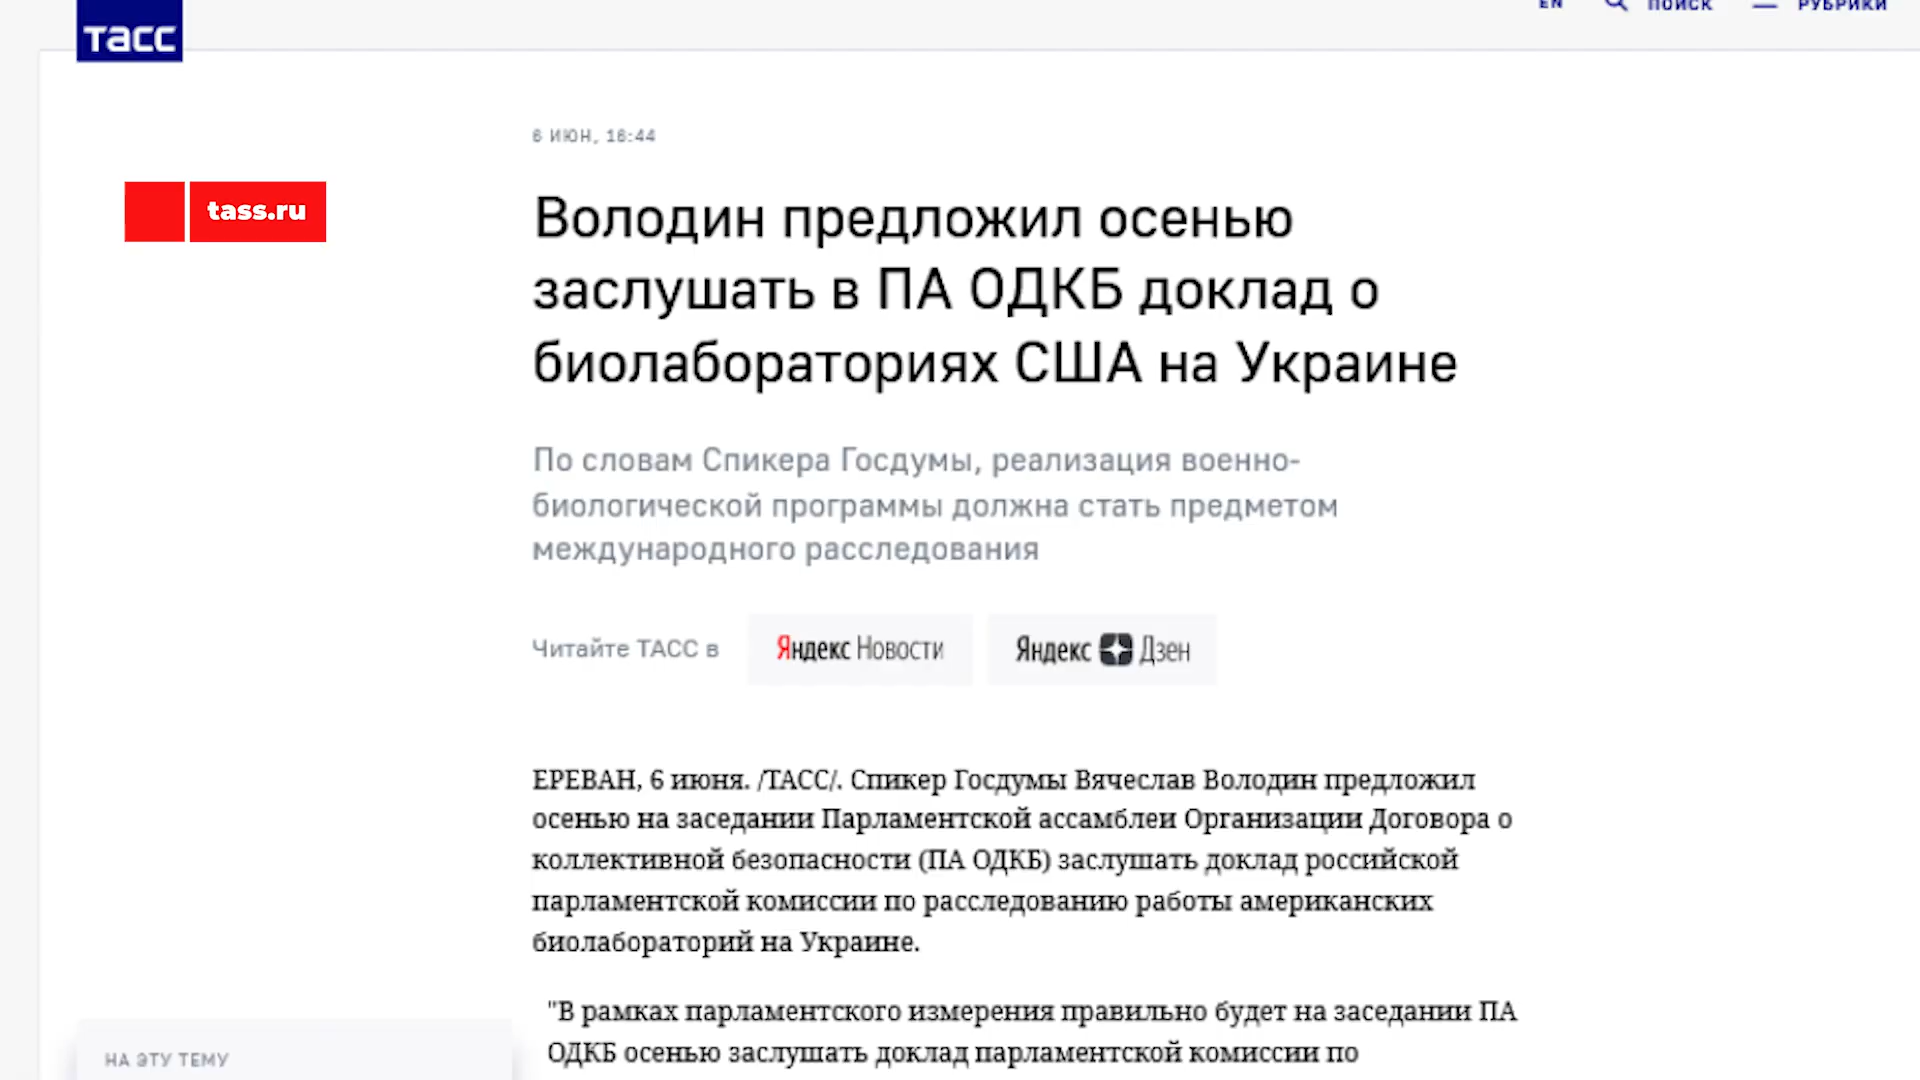 EN ПОИСК РУБРИКИ
ТАСС
6 ИЮН, 16:44
tass.ru
Володин предложил осенью
заслушать в ПА ОДКБ доклад о
биолабораториях США на Украине
По словам Спикера Госдумы, реализация военно-
биологической программы должна стать предметом
международного расследования
Читайте ТАСС в Яндекс Новости Яндекс Дзен
ЕРЕВАН, 6 июня. /ТАСС/. Спикер Госдумы Вячеслав Володин предложил
осенью на заседании Парламентской ассамблеи Организации Договора о
коллективной безопасности (ПА ОДКБ) заслушать доклад российской
парламентской комиссии по расследованию работы американских
биолабораторий на Украине.
"В рамках парламентского измерения правильно будет на заседании ПА
ОДКБ осенью заслушать доклад парламентской комиссии по
НА ЭТУ ТЕМУ